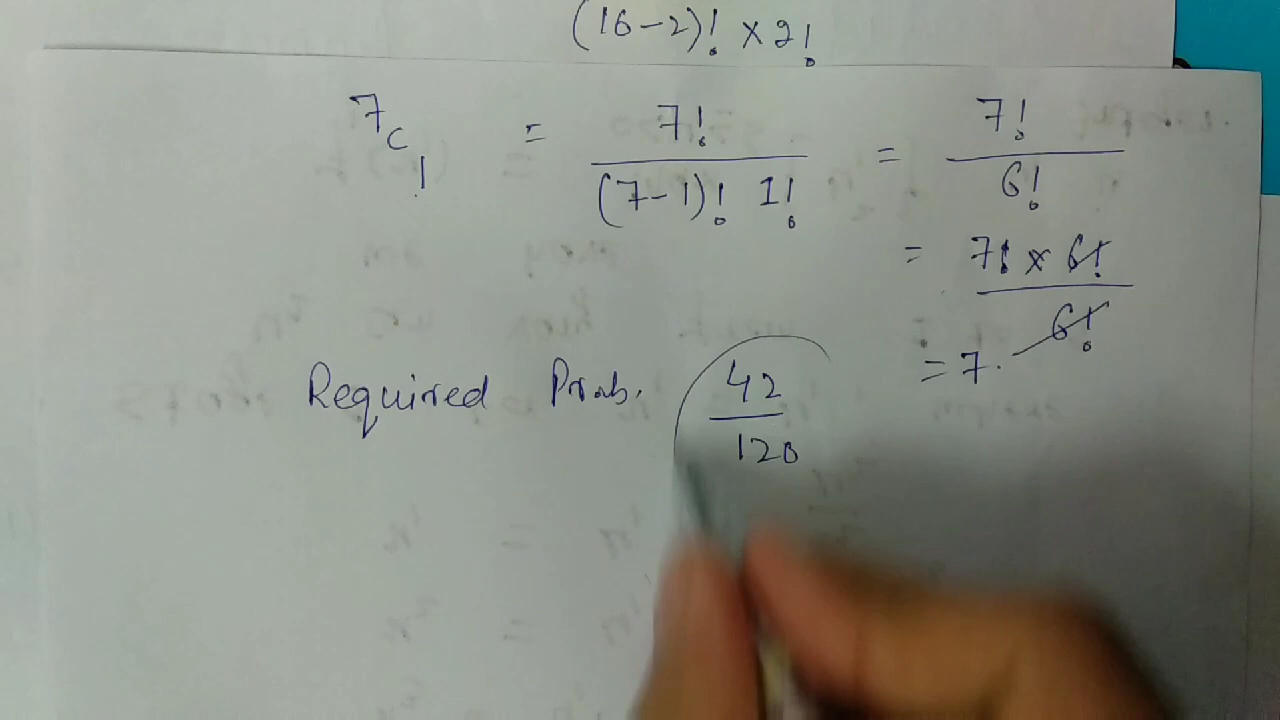 (16-2)! × 2!
7C1 = 7! / (7-1)! 1! = 7! / 6!
= 7! × 6! / 6!
= 7.
Required Prob. 42 / 120